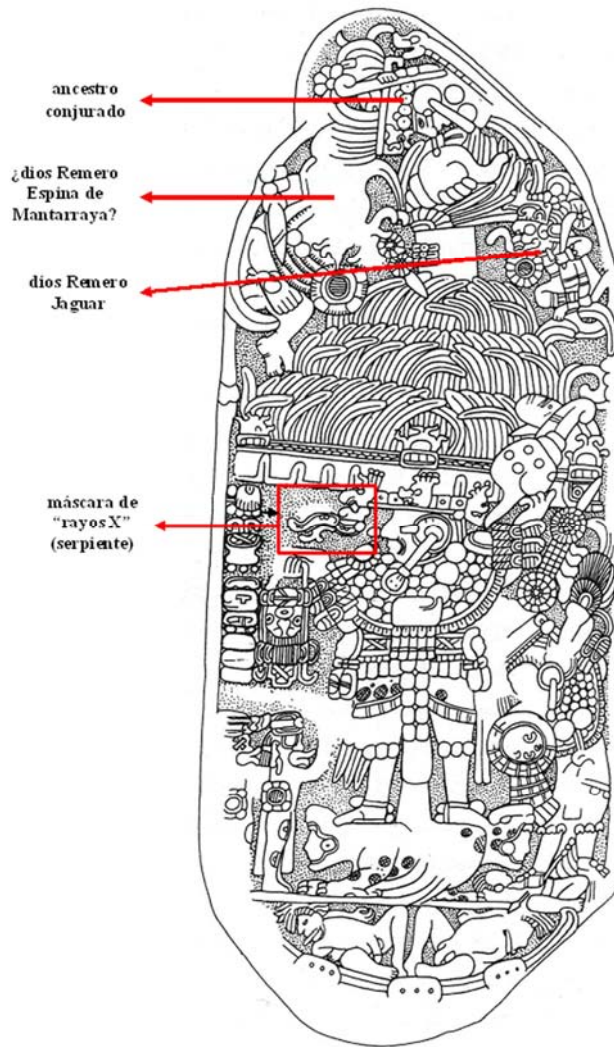 ancestro
conjurado
¿dios Remero
Espina de
Mantarraya?
dios Remero
Jaguar
máscara de
“rayos X”
(serpiente)